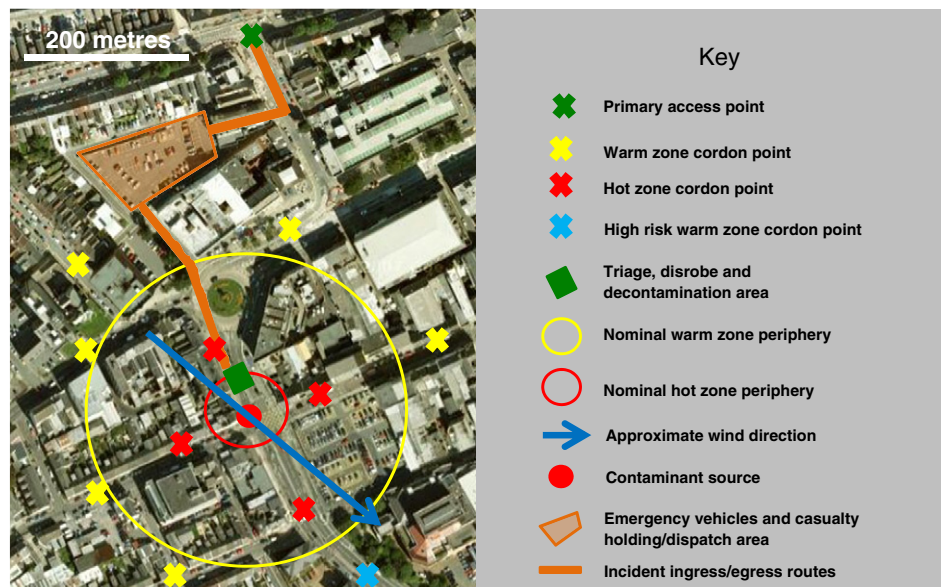 200 metres
Key
Primary access point
Warm zone cordon point
Hot zone cordon point
High risk warm zone cordon point
Triage, disrobe and
decontamination area
Nominal warm zone periphery
Nominal hot zone periphery
Approximate wind direction
Contaminant source
Emergency vehicles and casualty
holding/dispatch area
Incident ingress/egress routes